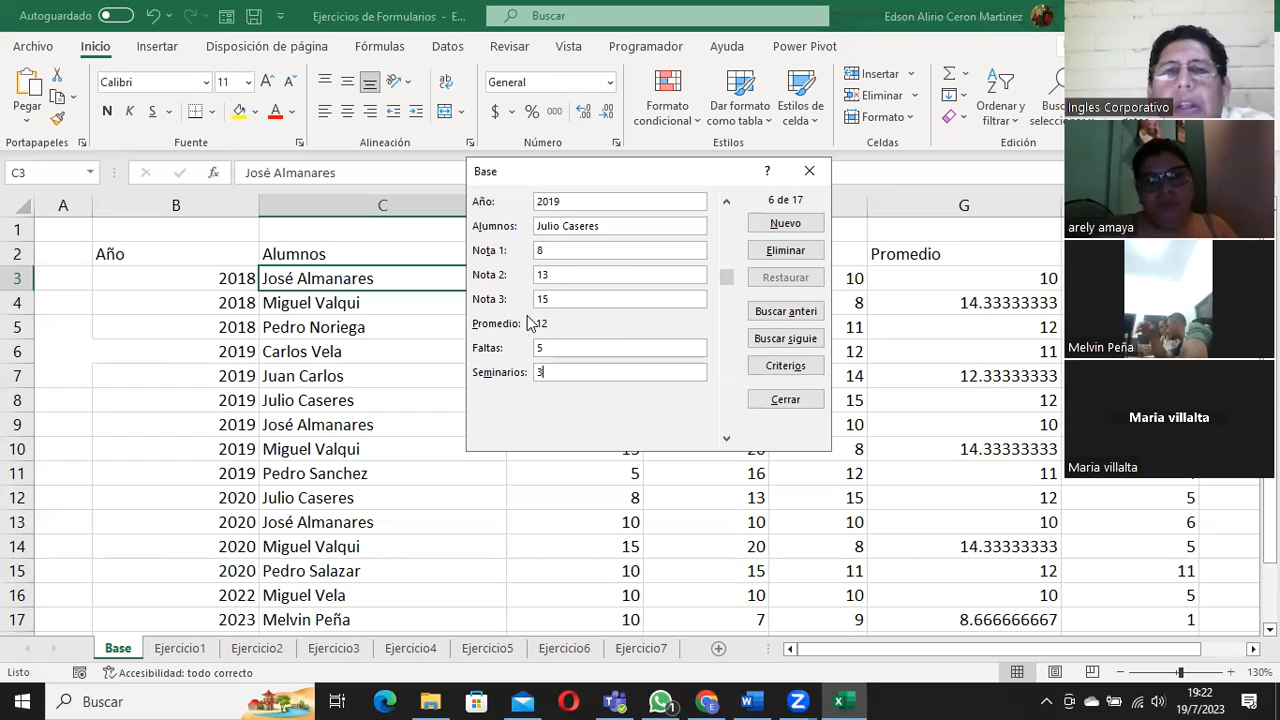 Autoguardado
Ejercicios de Formularios - E...
Buscar
Edson Alirio Ceron Martinez
Archivo Inicio Insertar Disposición de página Fórmulas Datos Revisar Vista Programador Ayuda Power Pivot
Pegar
Calibri 11
N K S
General
Formato condicional
Dar formato como tabla
Estilos de celda
Insertar
Eliminar
Formato
Ordenar y filtrar
Portapapeles Fuente Alineación Número Estilos Celdas Edición
C3 José Almanares
A B C G
1
2 Año Alumnos Promedio
3 2018 José Almanares 10 10
4 2018 Miguel Valqui 8 14.33333333
5 2018 Pedro Noriega 11 12
6 2019 Carlos Vela 12 11
7 2019 Juan Carlos 14 12.33333333
8 2019 Julio Caseres 15 12
9 2019 José Almanares 10 10
10 2019 Miguel Valqui 15 20 8 14.33333333
11 2019 Pedro Sanchez 5 16 12 11
12 2020 Julio Caseres 8 13 15 12 5
13 2020 José Almanares 10 10 10 10 6
14 2020 Miguel Valqui 15 20 8 14.33333333 5
15 2020 Pedro Salazar 10 15 11 12 11
16 2022 Miguel Vela 10 10 10 10 5
17 2023 Melvin Peña 10 7 9 8.666666667 1
Base ? ×
Año: 2019
Alumnos: Julio Caseres
Nota 1: 8
Nota 2: 13
Nota 3: 15
Promedio: 12
Faltas: 5
Seminarios: 3
6 de 17
Nuevo
Eliminar
Restaurar
Buscar anteri
Buscar siguie
Criterios
Cerrar
Ingles Corporativo
arely amaya
Melvin Peña
Maria villalta
Maria villalta
Base Ejercicio1 Ejercicio2 Ejercicio3 Ejercicio4 Ejercicio5 Ejercicio6 Ejercicio7
Listo
Accesibilidad: todo correcto
130%
Buscar
19:22
19/7/2023